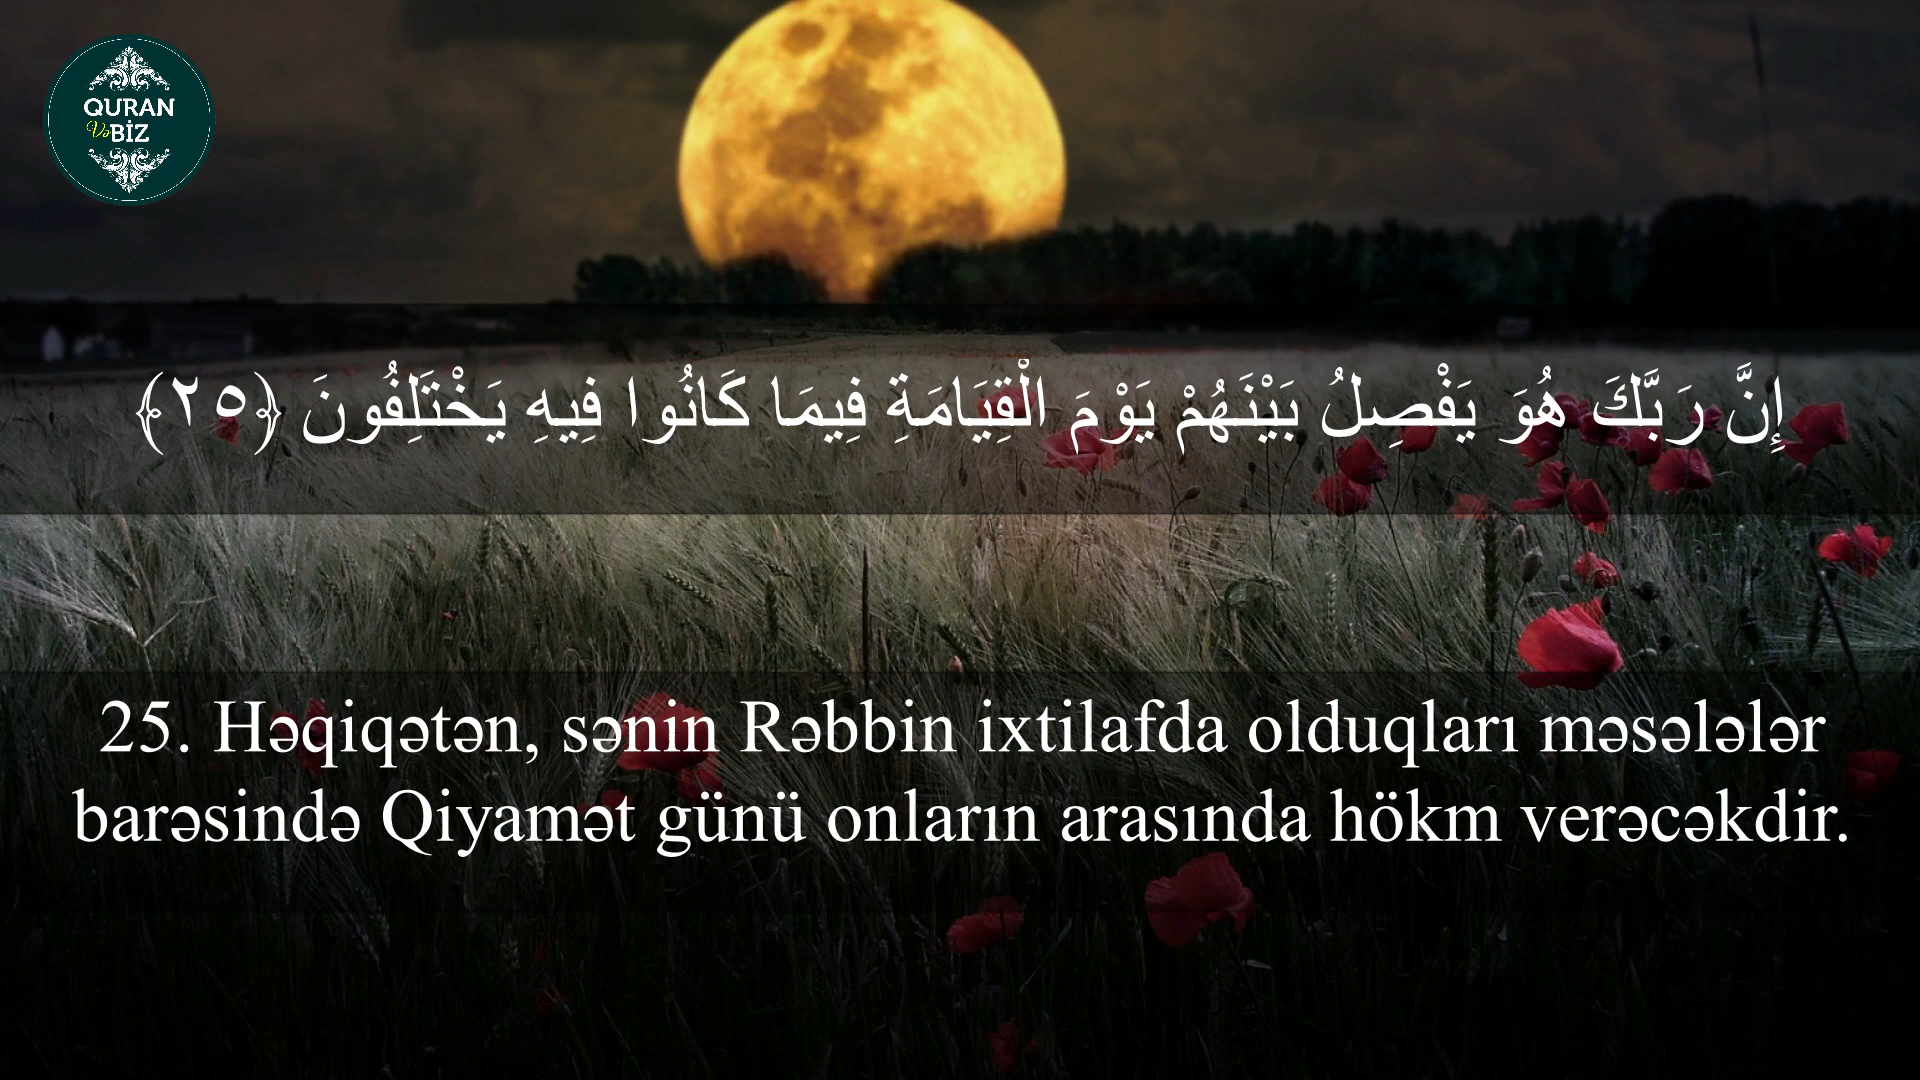 QURAN
Və BİZ
إِنَّ رَبَّكَ هُوَ يَفْصِلُ بَيْنَهُمْ يَوْمَ الْقِيَامَةِ فِيمَا كَانُوا فِيهِ يَخْتَلِفُونَ ﴿٢٥﴾
25. Həqiqətən, sənin Rəbbin ixtilafda olduqları məsələlər
barəsində Qiyamət günü onların arasında hökm verəcəkdir.